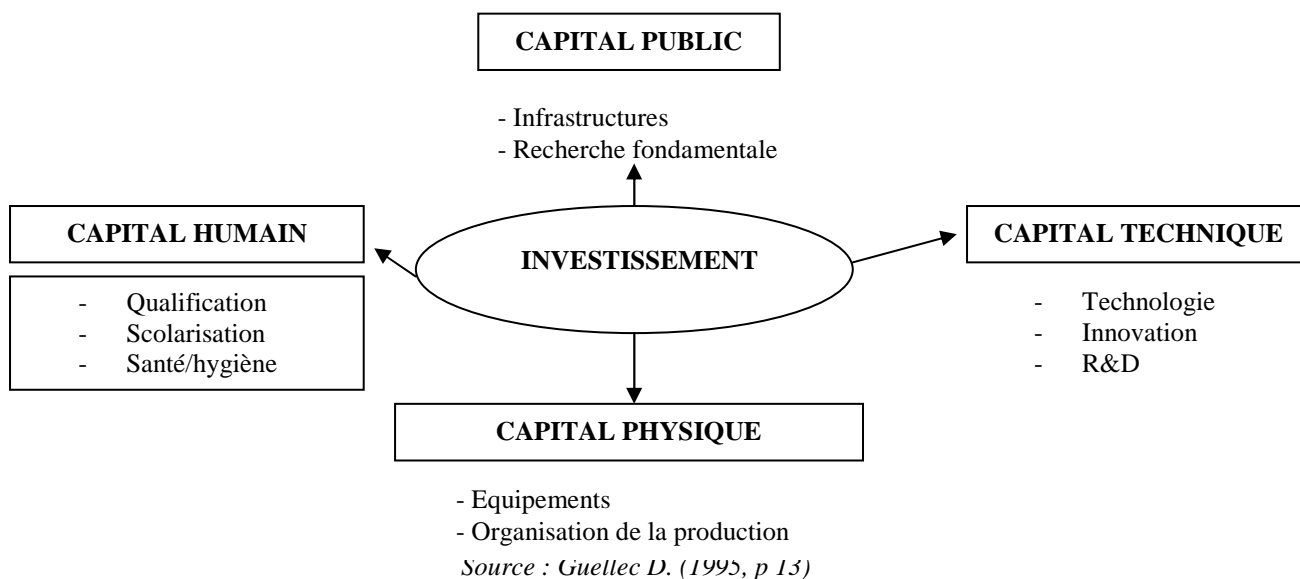 CAPITAL PUBLIC
- Infrastructures
- Recherche fondamentale
CAPITAL HUMAIN
- Qualification
- Scolarisation
- Santé/hygiène
INVESTISSEMENT
CAPITAL TECHNIQUE
- Technologie
- Innovation
- R&D
CAPITAL PHYSIQUE
- Equipements
- Organisation de la production
Source : Guellec D. (1995, p 13)